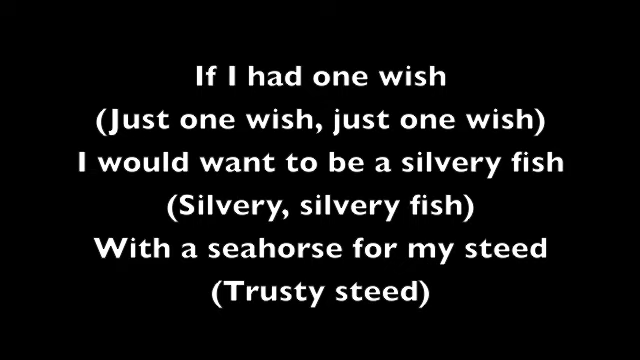 If I had one wish
(Just one wish, just one wish)
I would want to be a silvery fish
(Silvery, silvery fish)
With a seahorse for my steed
(Trusty steed)